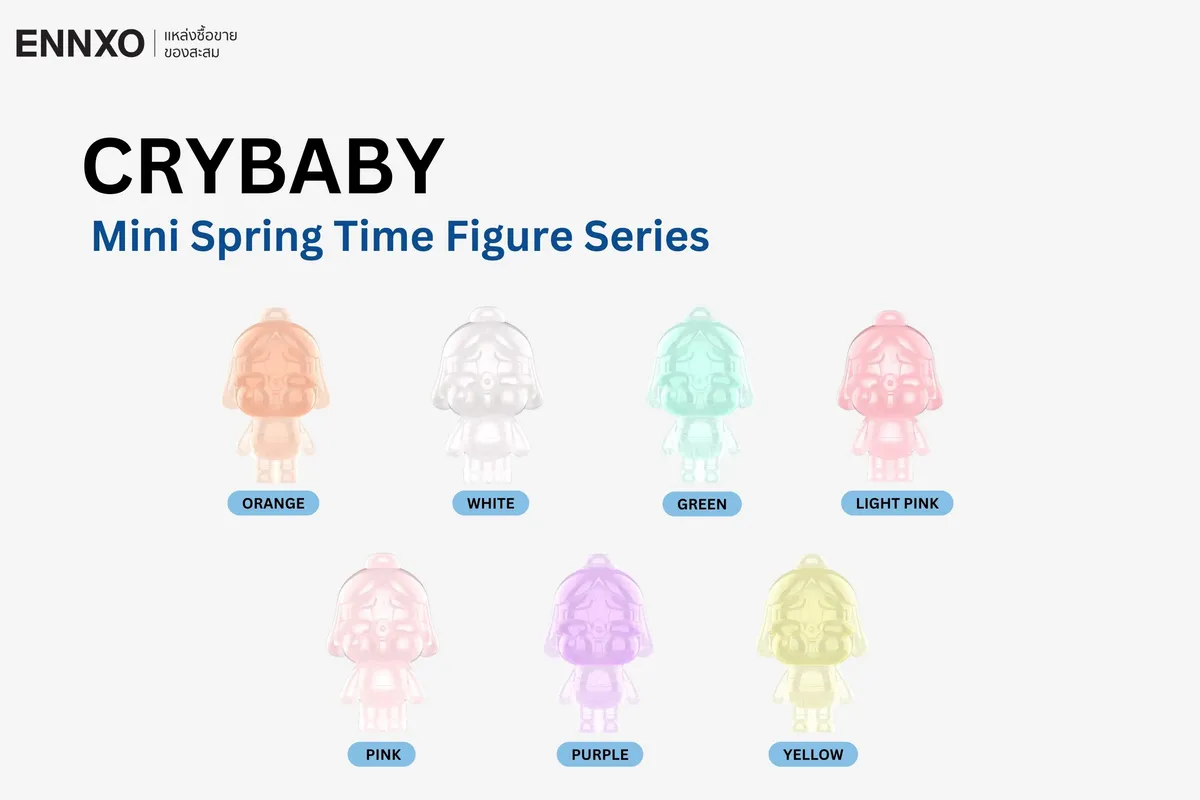 ENNXO
แหล่งซื้อขาย
ของสะสม
CRYBABY
Mini Spring Time Figure Series
ORANGE
WHITE
GREEN
LIGHT PINK
PINK
PURPLE
YELLOW